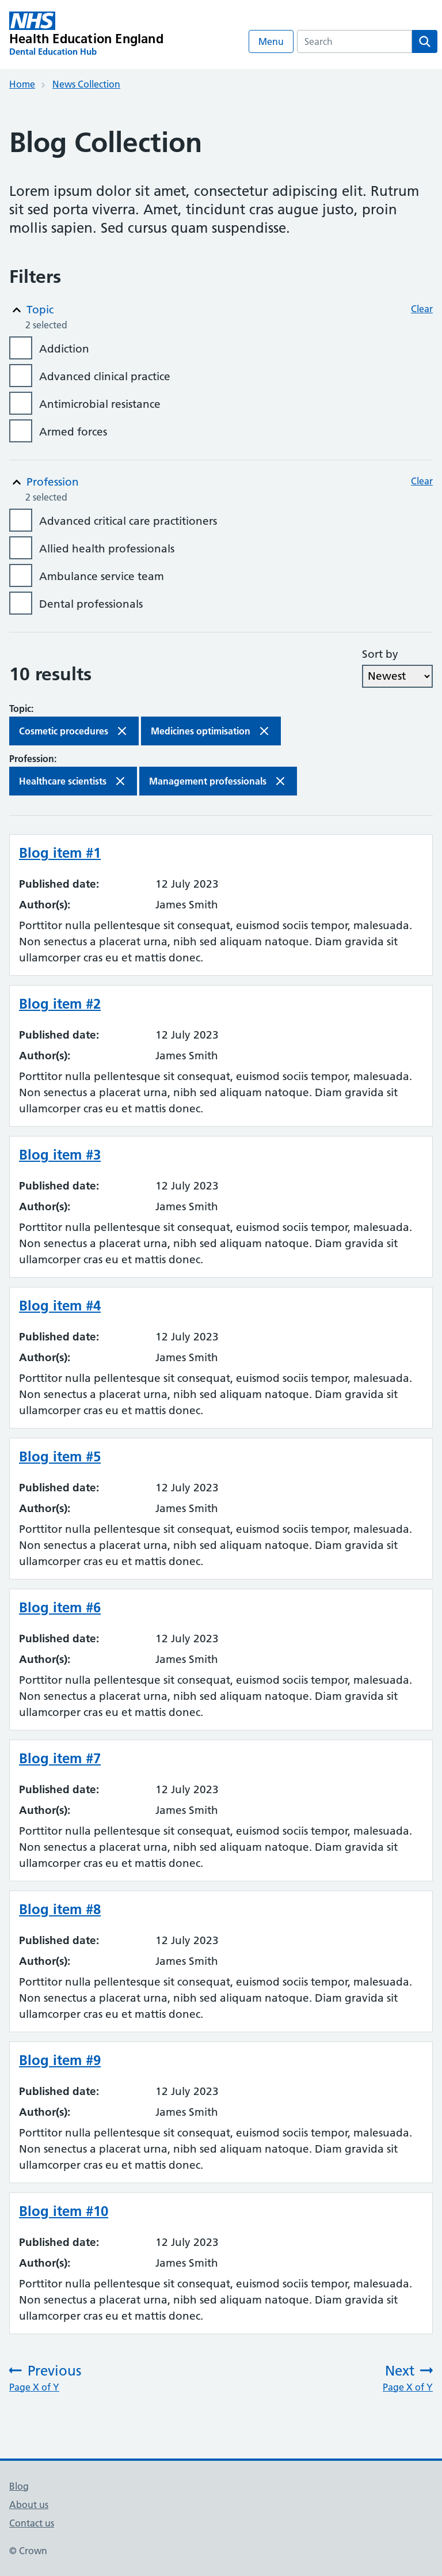 NHS
Health Education England
Dental Education Hub
Menu
Search
Home
News Collection
Blog Collection
Lorem ipsum dolor sit amet, consectetur adipiscing elit. Rutrum
sit sed porta viverra. Amet, tincidunt cras augue justo, proin
mollis sapien. Sed cursus quam suspendisse.
Filters
Topic
Clear
2 selected
Addiction
Advanced clinical practice
Antimicrobial resistance
Armed forces
Profession
Clear
2 selected
Advanced critical care practitioners
Allied health professionals
Ambulance service team
Dental professionals
Sort by
10 results
Newest
Topic:
Cosmetic procedures
Medicines optimisation
Profession:
Healthcare scientists
Management professionals
Blog item #1
Published date: 12 July 2023
Author(s): James Smith
Porttitor nulla pellentesque sit consequat, euismod sociis tempor, malesuada.
Non senectus a placerat urna, nibh sed aliquam natoque. Diam gravida sit
ullamcorper cras eu et mattis donec.
Blog item #2
Published date: 12 July 2023
Author(s): James Smith
Porttitor nulla pellentesque sit consequat, euismod sociis tempor, malesuada.
Non senectus a placerat urna, nibh sed aliquam natoque. Diam gravida sit
ullamcorper cras eu et mattis donec.
Blog item #3
Published date: 12 July 2023
Author(s): James Smith
Porttitor nulla pellentesque sit consequat, euismod sociis tempor, malesuada.
Non senectus a placerat urna, nibh sed aliquam natoque. Diam gravida sit
ullamcorper cras eu et mattis donec.
Blog item #4
Published date: 12 July 2023
Author(s): James Smith
Porttitor nulla pellentesque sit consequat, euismod sociis tempor, malesuada.
Non senectus a placerat urna, nibh sed aliquam natoque. Diam gravida sit
ullamcorper cras eu et mattis donec.
Blog item #5
Published date: 12 July 2023
Author(s): James Smith
Porttitor nulla pellentesque sit consequat, euismod sociis tempor, malesuada.
Non senectus a placerat urna, nibh sed aliquam natoque. Diam gravida sit
ullamcorper cras eu et mattis donec.
Blog item #6
Published date: 12 July 2023
Author(s): James Smith
Porttitor nulla pellentesque sit consequat, euismod sociis tempor, malesuada.
Non senectus a placerat urna, nibh sed aliquam natoque. Diam gravida sit
ullamcorper cras eu et mattis donec.
Blog item #7
Published date: 12 July 2023
Author(s): James Smith
Porttitor nulla pellentesque sit consequat, euismod sociis tempor, malesuada.
Non senectus a placerat urna, nibh sed aliquam natoque. Diam gravida sit
ullamcorper cras eu et mattis donec.
Blog item #8
Published date: 12 July 2023
Author(s): James Smith
Porttitor nulla pellentesque sit consequat, euismod sociis tempor, malesuada.
Non senectus a placerat urna, nibh sed aliquam natoque. Diam gravida sit
ullamcorper cras eu et mattis donec.
Blog item #9
Published date: 12 July 2023
Author(s): James Smith
Porttitor nulla pellentesque sit consequat, euismod sociis tempor, malesuada.
Non senectus a placerat urna, nibh sed aliquam natoque. Diam gravida sit
ullamcorper cras eu et mattis donec.
Blog item #10
Published date: 12 July 2023
Author(s): James Smith
Porttitor nulla pellentesque sit consequat, euismod sociis tempor, malesuada.
Non senectus a placerat urna, nibh sed aliquam natoque. Diam gravida sit
ullamcorper cras eu et mattis donec.
Previous
Page X of Y
Next
Page X of Y
Blog
About us
Contact us
© Crown